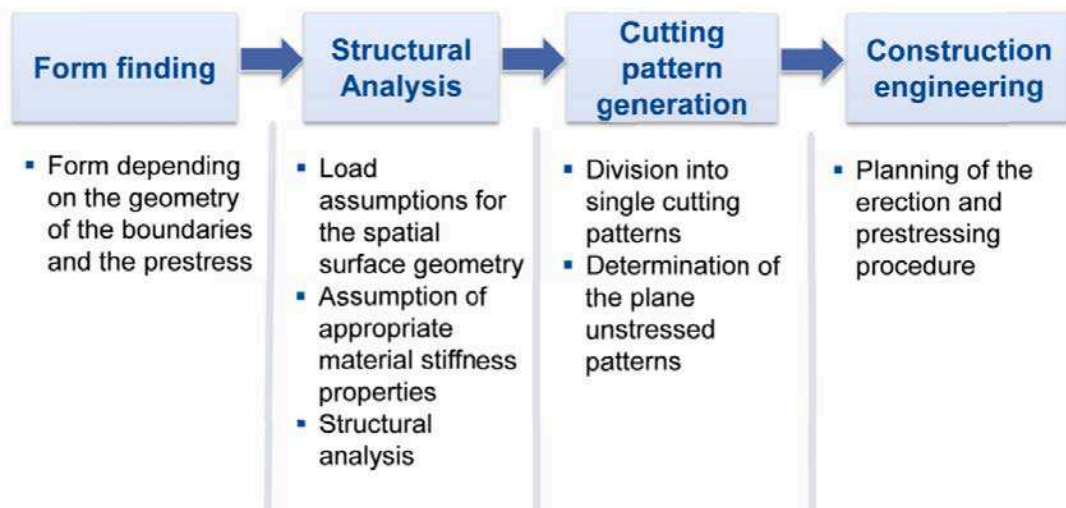 Form finding
Structural
Analysis
Cutting
pattern
generation
Construction
engineering
▪ Form depending
on the geometry
of the boundaries
and the prestress
▪ Load
assumptions for
the spatial
surface geometry
▪ Assumption of
appropriate
material stiffness
properties
▪ Structural
analysis
▪ Division into
single cutting
patterns
▪ Determination of
the plane
unstressed
patterns
▪ Planning of the
erection and
prestressing
procedure